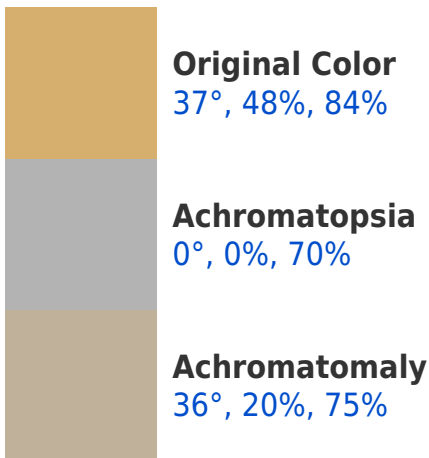 Original Color
37°, 48%, 84%
Achromatopsia
0°, 0%, 70%
Achromatomaly
36°, 20%, 75%